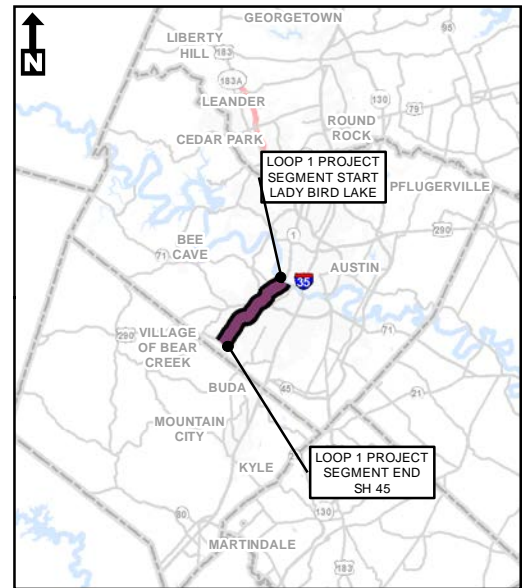 N
GEORGETOWN
LIBERTY
HILL
183
95
183A
LEANDER
130
79
CEDAR PARK
ROUND
ROCK
LOOP 1 PROJECT
SEGMENT START
LADY BIRD LAKE
PFLUGERVILLE
290
1
BEE
CAVE
71
AUSTIN
35
71
290
VILLAGE
OF BEAR
CREEK
BUDA
45
21
MOUNTAIN
CITY
LOOP 1 PROJECT
SEGMENT END
SH 45
KYLE
130
80
MARTINDALE
183